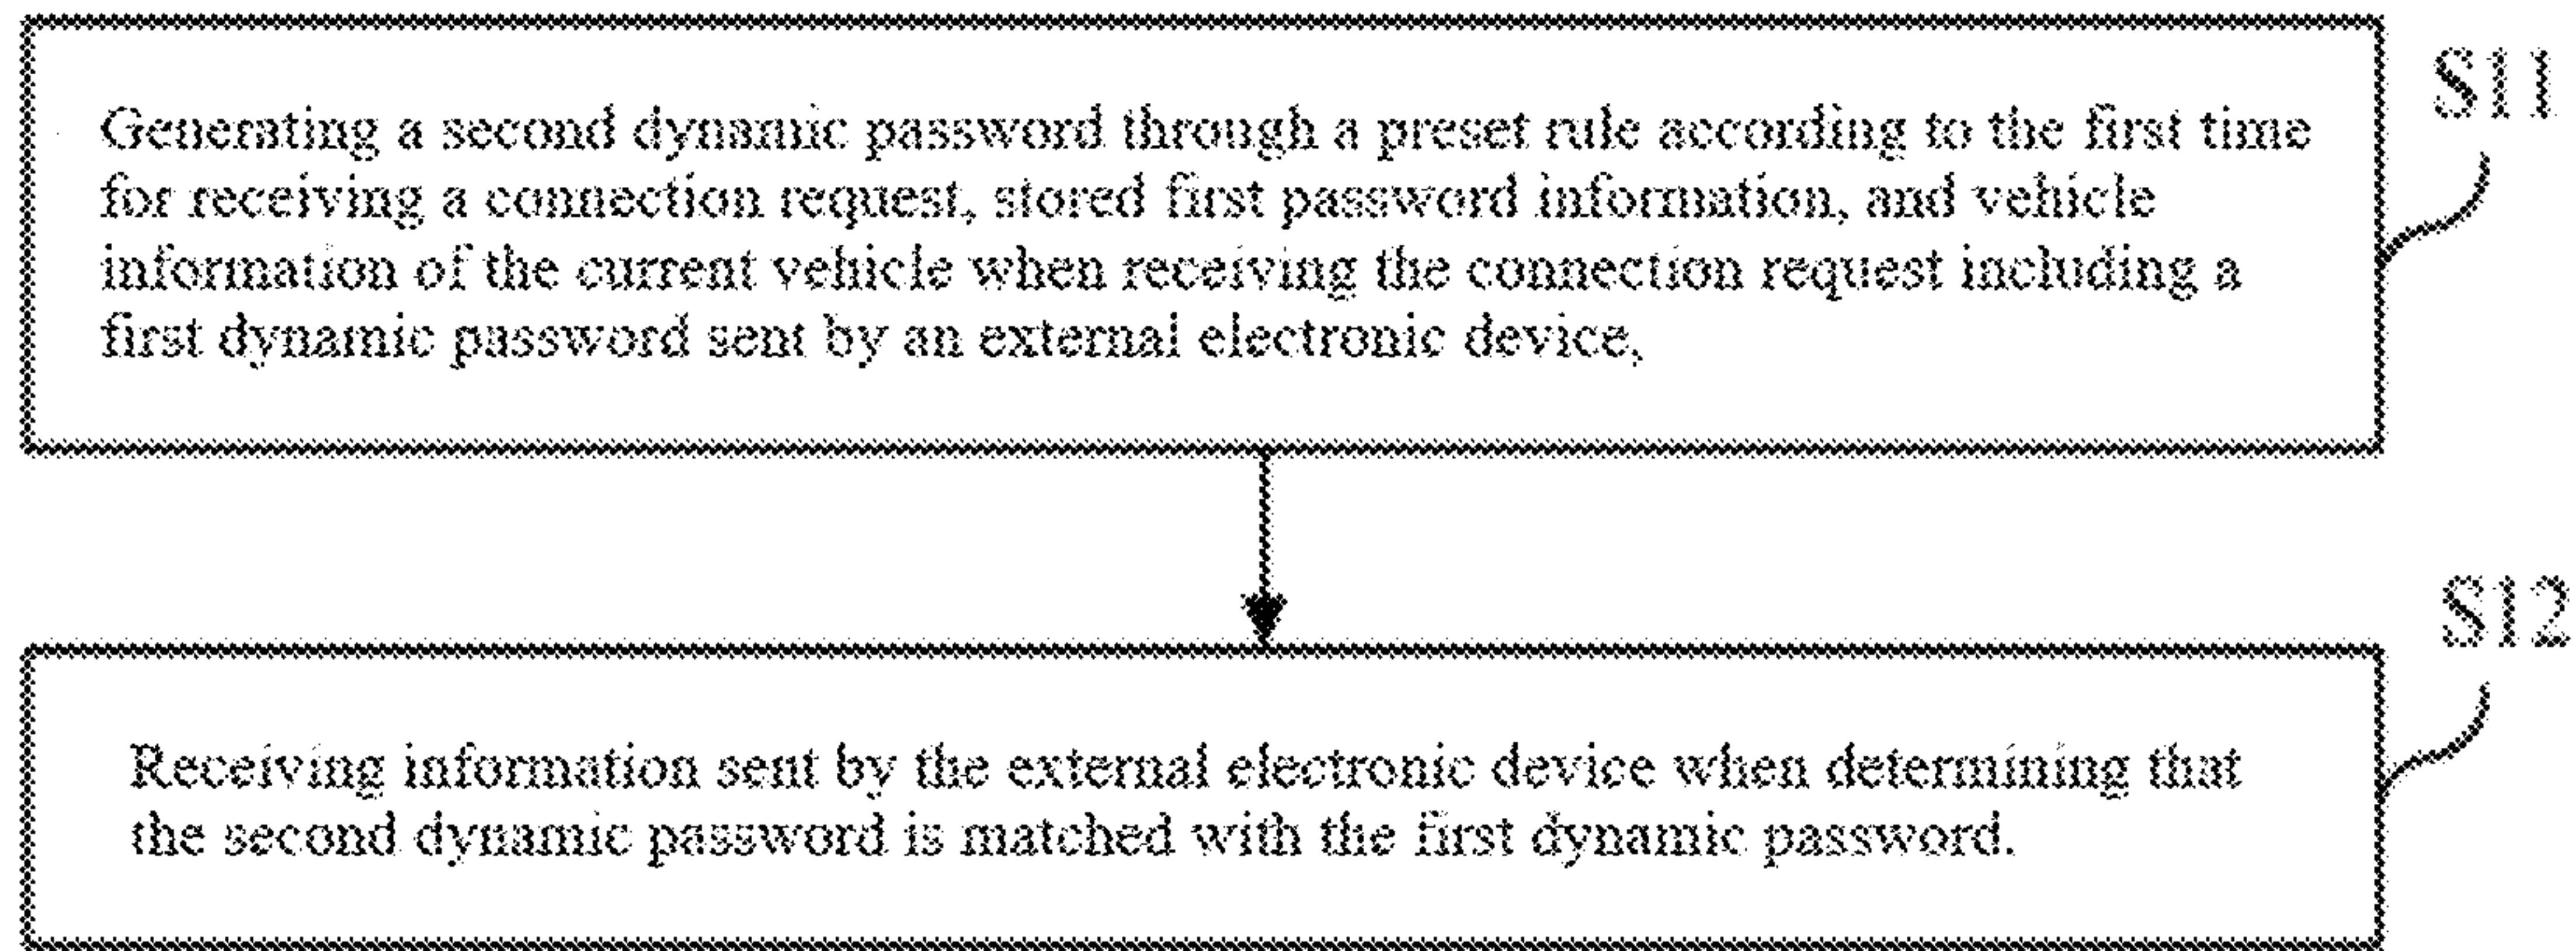 Generating a second dynamic password through a preset rule according to the first time
for receiving a connection request, stored first password information, and vehicle
information of the current vehicle when receiving the connection request including a
first dynamic password sent by an external electronic device,
S11
Receiving information sent by the external electronic device when determining that
the second dynamic password is matched with the first dynamic password.
S12